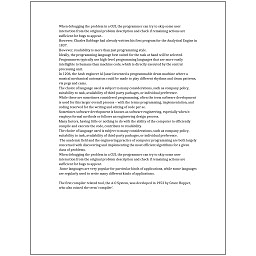 When debugging the problem in a GUI, the programmer can try to skip some user
interaction from the original problem description and check if remaining actions are
sufficient for bugs to appear.
However, Charles Babbage had already written his first program for the Analytical Engine in
1837.
However, readability is more than just programming style.
Ideally, the programming language best suited for the task at hand will be selected.
Programmers typically use high-level programming languages that are more easily
intelligible to humans than machine code, which is directly executed by the central
processing unit.
In 1206, the Arab engineer Al-Jazari invented a programmable drum machine where a
musical mechanical automaton could be made to play different rhythms and drum patterns,
via pegs and cams.
The choice of language used is subject to many considerations, such as company policy,
suitability to task, availability of third-party packages, or individual preference.
While these are sometimes considered programming, often the term software development
is used for this larger overall process – with the terms programming, implementation, and
coding reserved for the writing and editing of code per se.
Sometimes software development is known as software engineering, especially when it
employs formal methods or follows an engineering design process.
Many factors, having little or nothing to do with the ability of the computer to efficiently
compile and execute the code, contribute to readability.
The choice of language used is subject to many considerations, such as company policy,
suitability to task, availability of third-party packages, or individual preference.
The academic field and the engineering practice of computer programming are both largely
concerned with discovering and implementing the most efficient algorithms for a given
class of problems.
When debugging the problem in a GUI, the programmer can try to skip some user
interaction from the original problem description and check if remaining actions are
sufficient for bugs to appear.
Some languages are very popular for particular kinds of applications, while some languages
are regularly used to write many different kinds of applications.
The first compiler related tool, the A-0 System, was developed in 1952 by Grace Hopper,
who also coined the term 'compiler'.